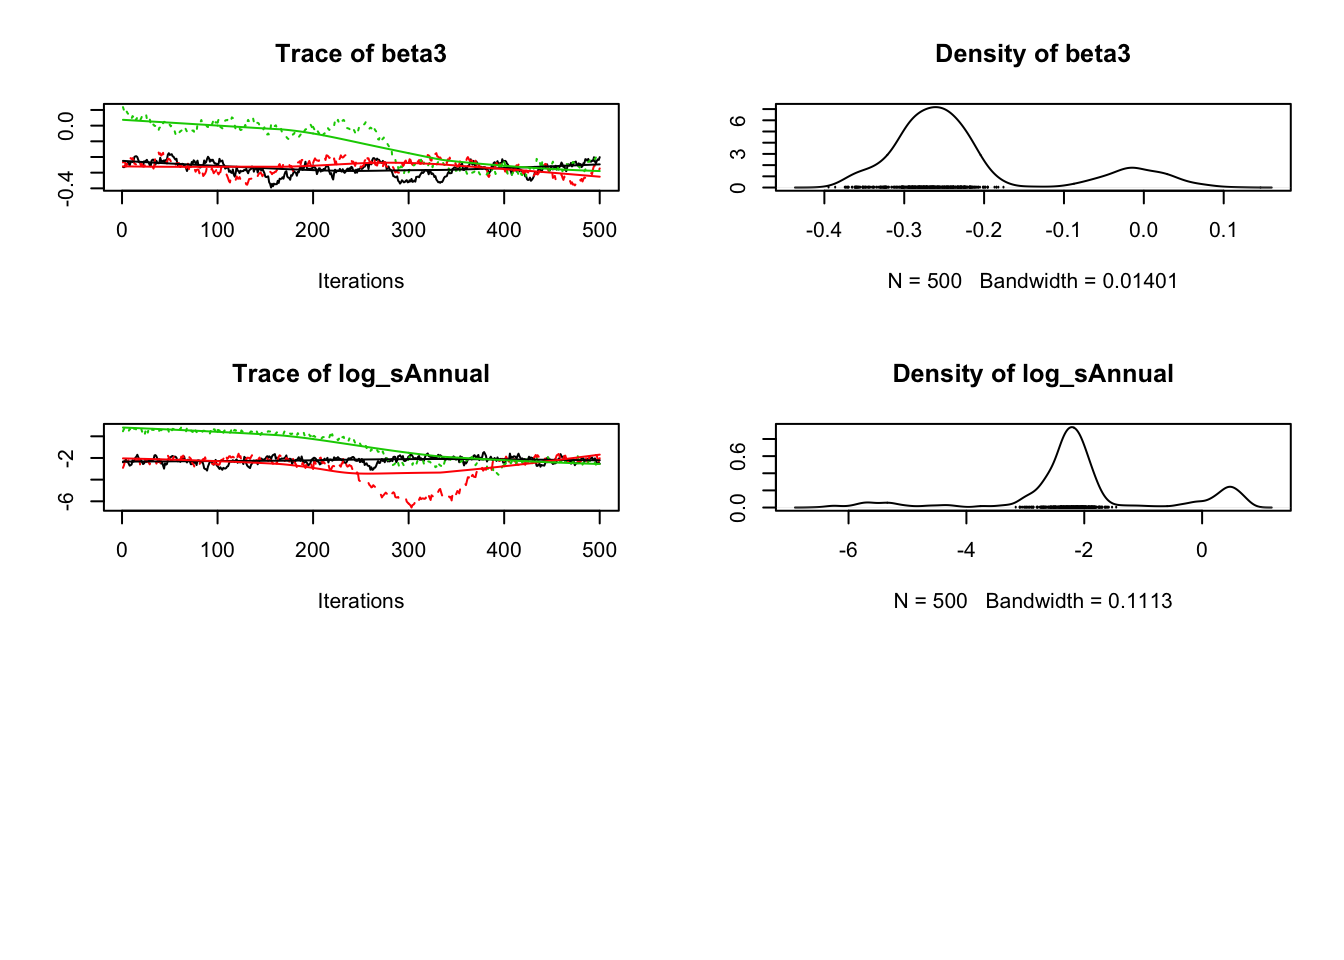 Trace of beta3
0.0
-0.4
0 100 200 300 400 500
Iterations
Density of beta3
6
3
0
-0.4 -0.3 -0.2 -0.1 0.0 0.1
N = 500 Bandwidth = 0.01401
Trace of log_sAnnual
-2
-6
0 100 200 300 400 500
Iterations
Density of log_sAnnual
0.6
0.0
-6 -4 -2 0
N = 500 Bandwidth = 0.1113